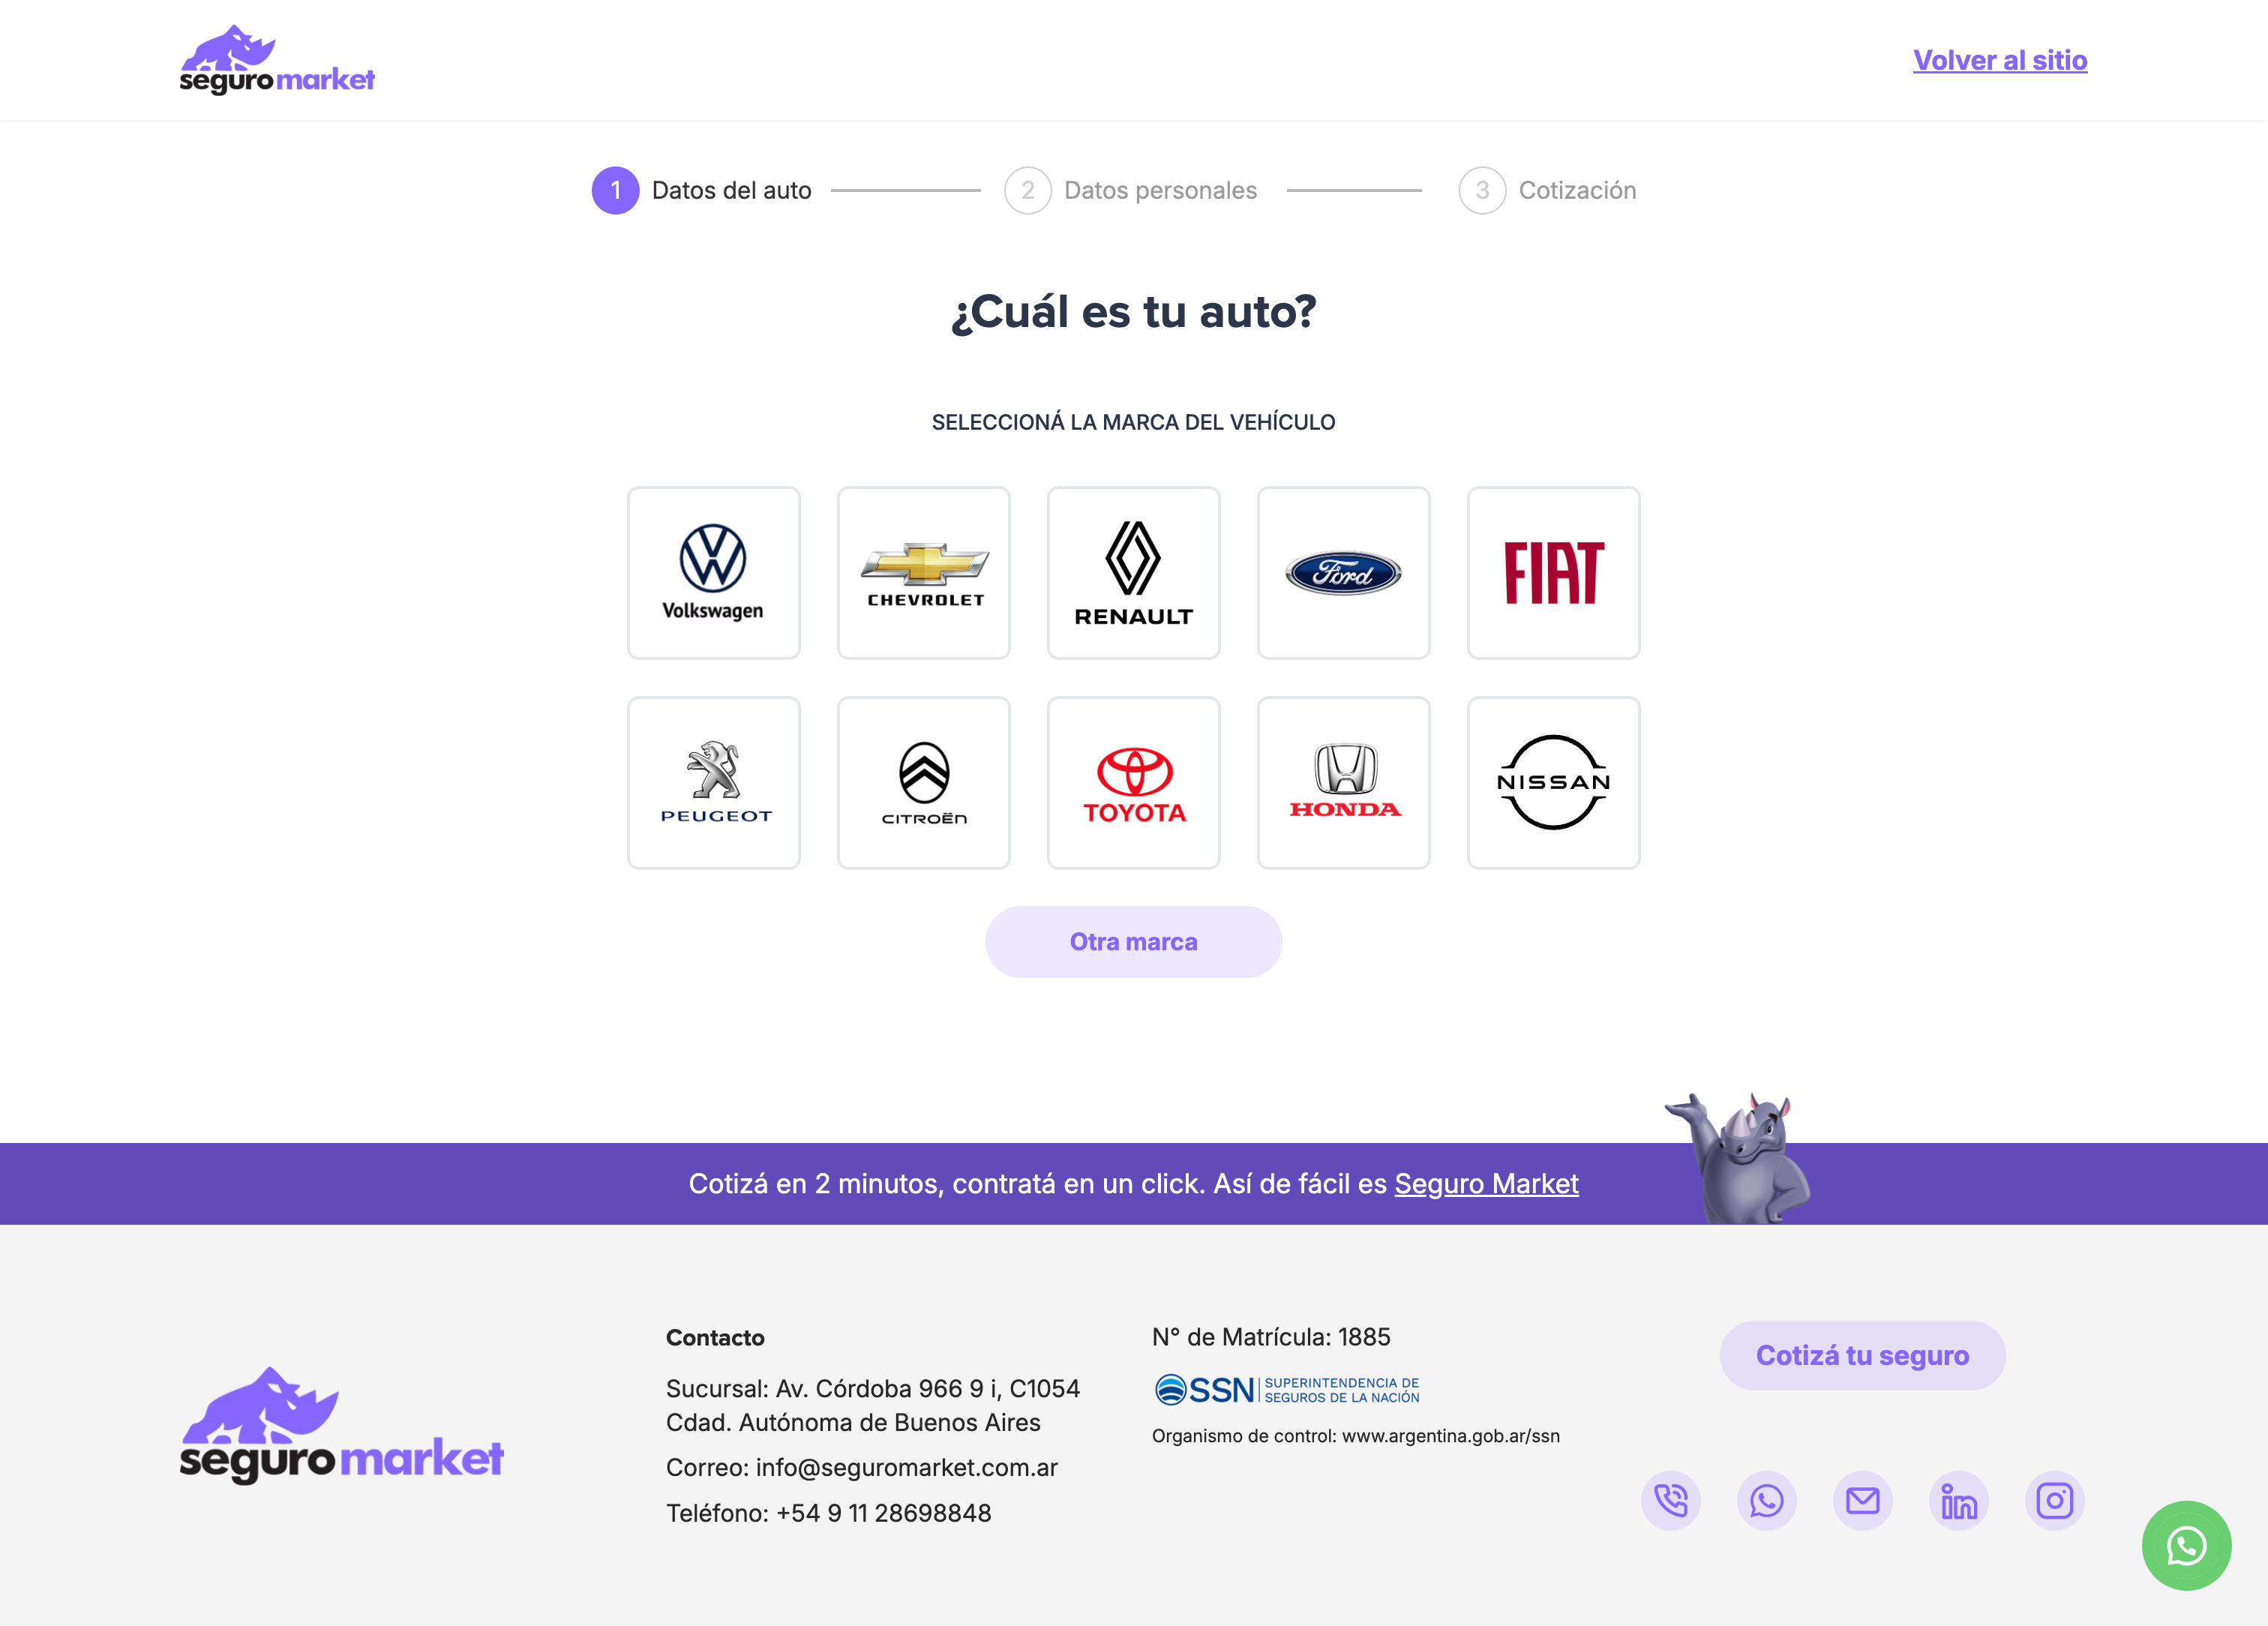 seguromarket
Volver al sitio
1 Datos del auto
2 Datos personales
3 Cotización
¿Cuál es tu auto?
SELECCIONÁ LA MARCA DEL VEHÍCULO
Volkswagen
CHEVROLET
RENAULT
Ford
FIAT
PEUGEOT
CITROËN
TOYOTA
HONDA
NISSAN
Otra marca
Cotizá en 2 minutos, contratá en un click. Así de fácil es Seguro Market
seguromarket
Contacto
Sucursal: Av. Córdoba 966 9 i, C1054
Cdad. Autónoma de Buenos Aires
Correo: info@seguromarket.com.ar
Teléfono: +54 9 11 28698848
N° de Matrícula: 1885
SSN SUPERINTENDENCIA DE
SEGUROS DE LA NACIÓN
Organismo de control: www.argentina.gob.ar/ssn
Cotizá tu seguro